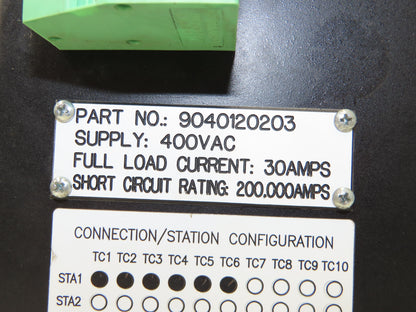 PART NO.: 9040120203
SUPPLY: 400VAC
FULL LOAD CURRENT: 30AMPS
SHORT CIRCUIT RATING: 200.000AMPS
CONNECTION/STATION CONFIGURATION
TC1 TC2 TC3 TC4 TC5 TC6 TC7 TC8 TC9 TC10
STA1
STA2